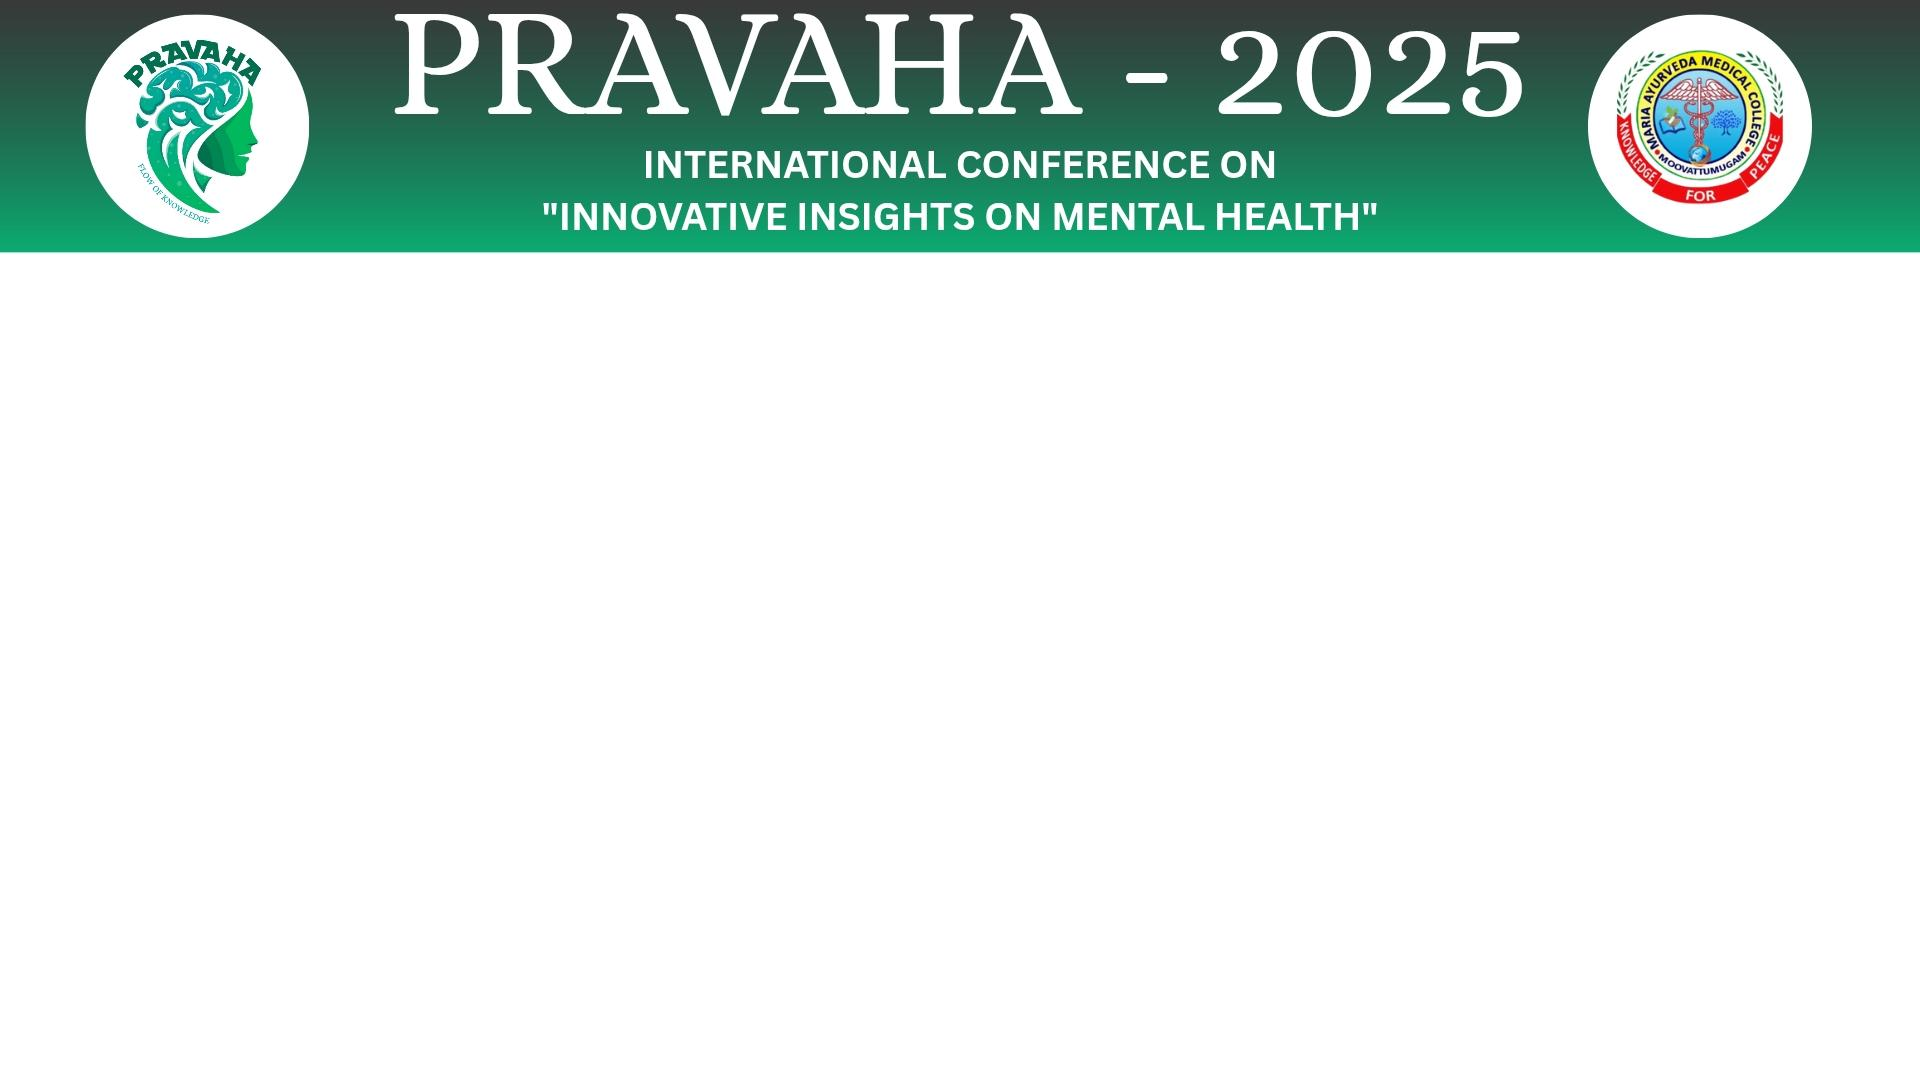 PRAVAHA - 2025
INTERNATIONAL CONFERENCE ON
"INNOVATIVE INSIGHTS ON MENTAL HEALTH"
PRAVAHA
FLOW OF KNOWLEDGE
MARIA AYURVEDA MEDICAL COLLEGE
MOOVATTUMUGAM
KNOWLEDGE
FOR
PEACE